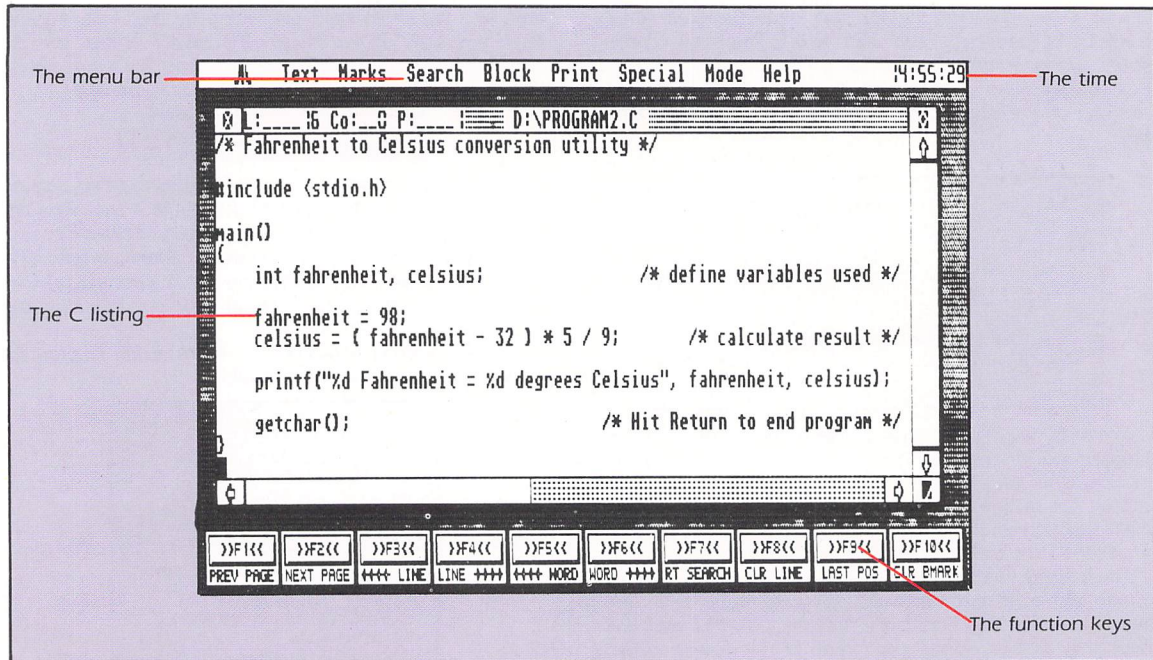 The menu bar
Text Marks Search Block Print Special Mode Help 14:55:29
The time
L:____16 Co:__0 P:____1 D:\PROGRAM2.C
/* Fahrenheit to Celsius conversion utility */
#include <stdio.h>
main()
{
int fahrenheit, celsius; /* define variables used */
The C listing
fahrenheit = 98;
celsius = ( fahrenheit - 32 ) * 5 / 9; /* calculate result */
printf("%d Fahrenheit = %d degrees Celsius", fahrenheit, celsius);
getchar(); /* Hit Return to end program */
}
>>F1<< >>F2<< >>F3<< >>F4<< >>F5<< >>F6<< >>F7<< >>F8<< >>F9<< >>F10<<
PREV PAGE NEXT PAGE ←←←← LINE LINE →→→→ ←←←← WORD WORD →→→→ RT SEARCH CLR LINE LAST POS CLR BMARK
The function keys